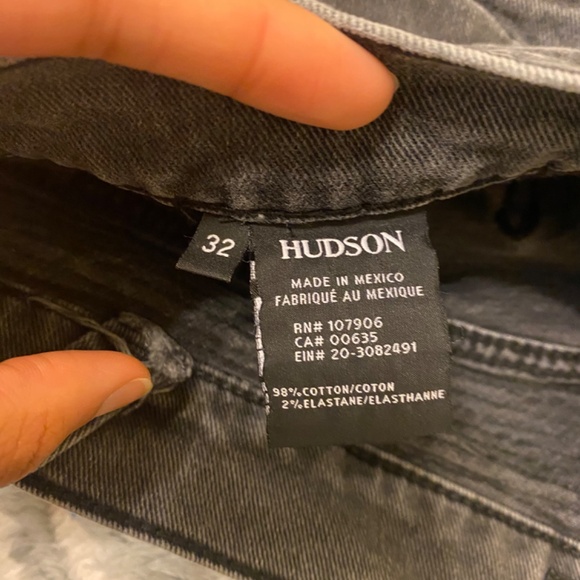 32
HUDSON
MADE IN MEXICO
FABRIQUÉ AU MEXIQUE
RN# 107906
CA# 00635
EIN# 20-3082491
98%COTTON/COTON
2%ELASTANE/ELASTHANNE